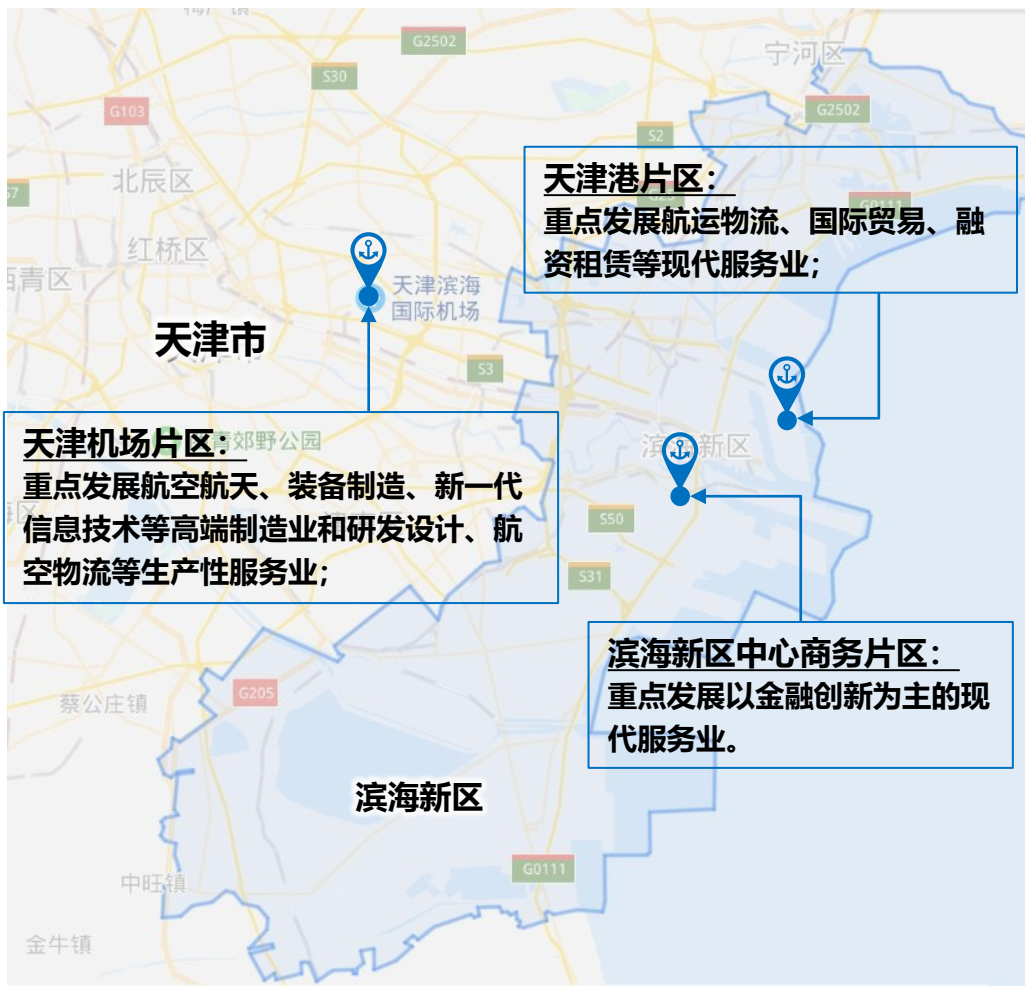 G2502
宁河区
S30
G103
G2502
S2
北辰区
天津港片区：
重点发展航运物流、国际贸易、融
资租赁等现代服务业；
G0111
红桥区
天津滨海
国际机场
天津市
S3
天津机场片区：
重点发展航空航天、装备制造、新一代
信息技术等高端制造业和研发设计、航
空物流等生产性服务业；
郊野公园
滨海新区
S50
S31
滨海新区中心商务片区：
重点发展以金融创新为主的现
代服务业。
G205
蔡公庄镇
滨海新区
G0111
中旺镇
金牛镇